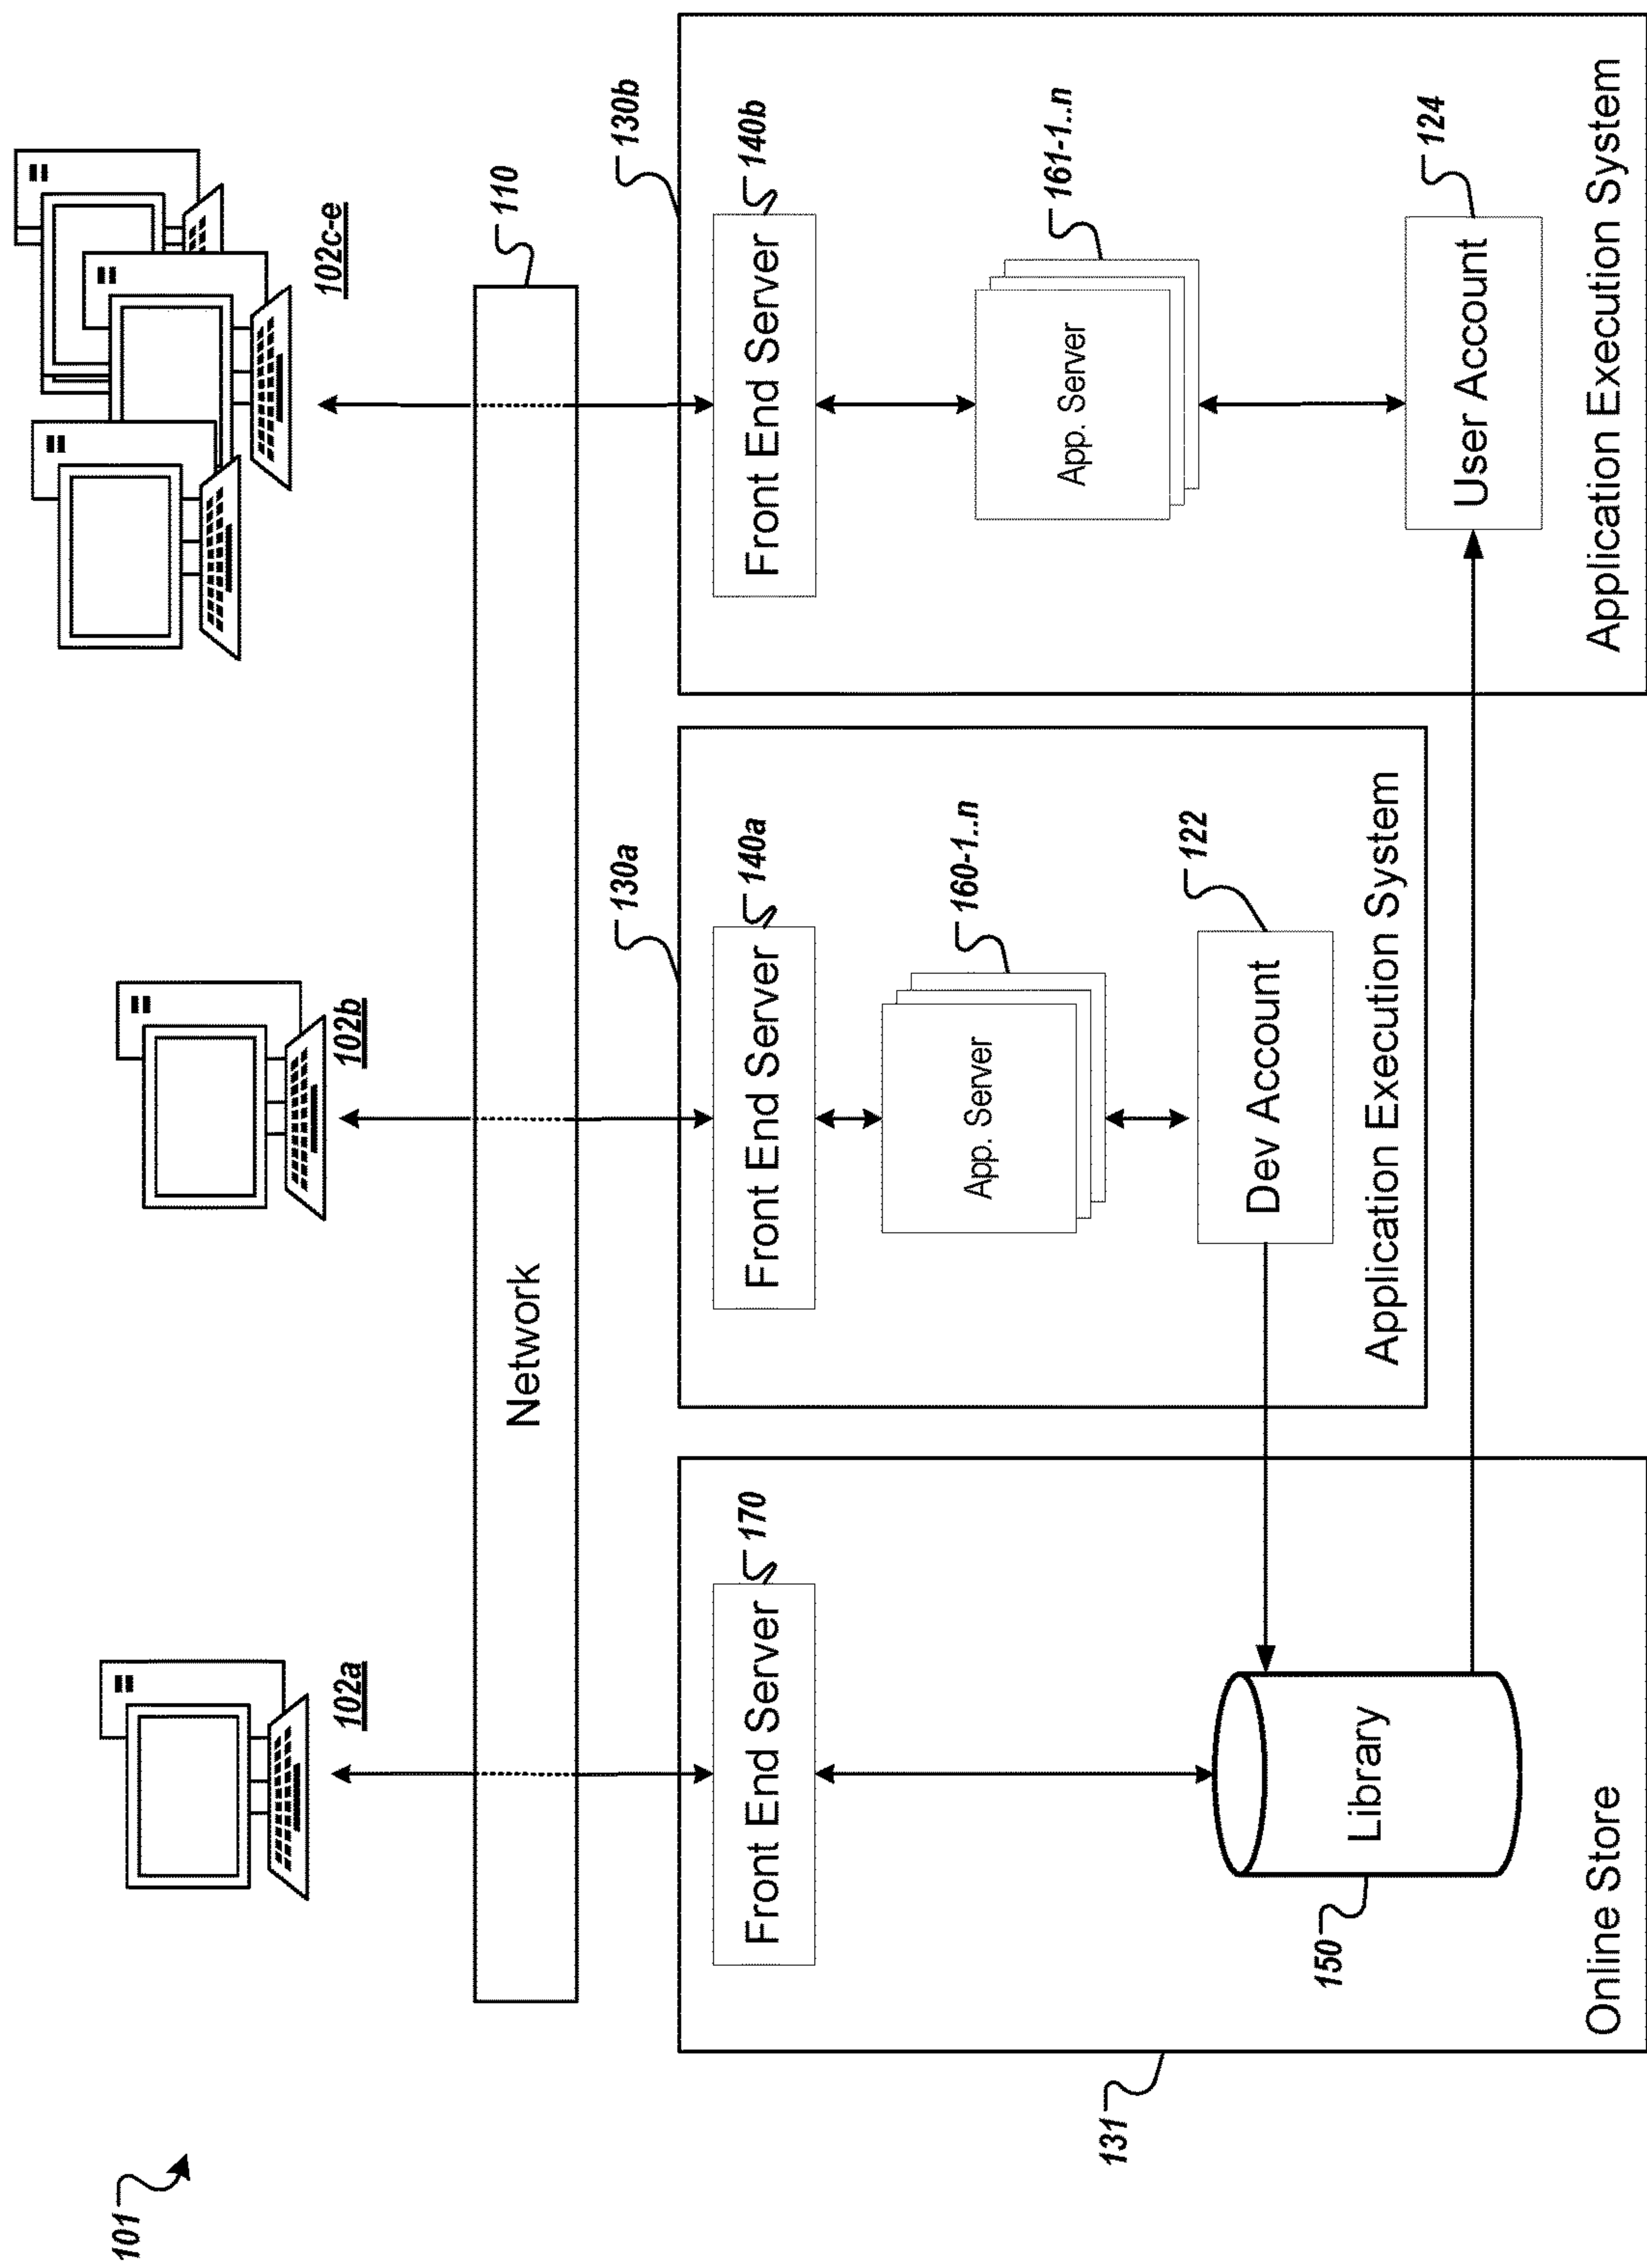 101
102a
102b
102c-e
110
Network
130a
130b
Front End Server
170
Front End Server
140a
Front End Server
140b
App. Server
160-1..n
App. Server
161-1..n
131
150
Library
Dev Account
122
User Account
124
Online Store
Application Execution System
Application Execution System